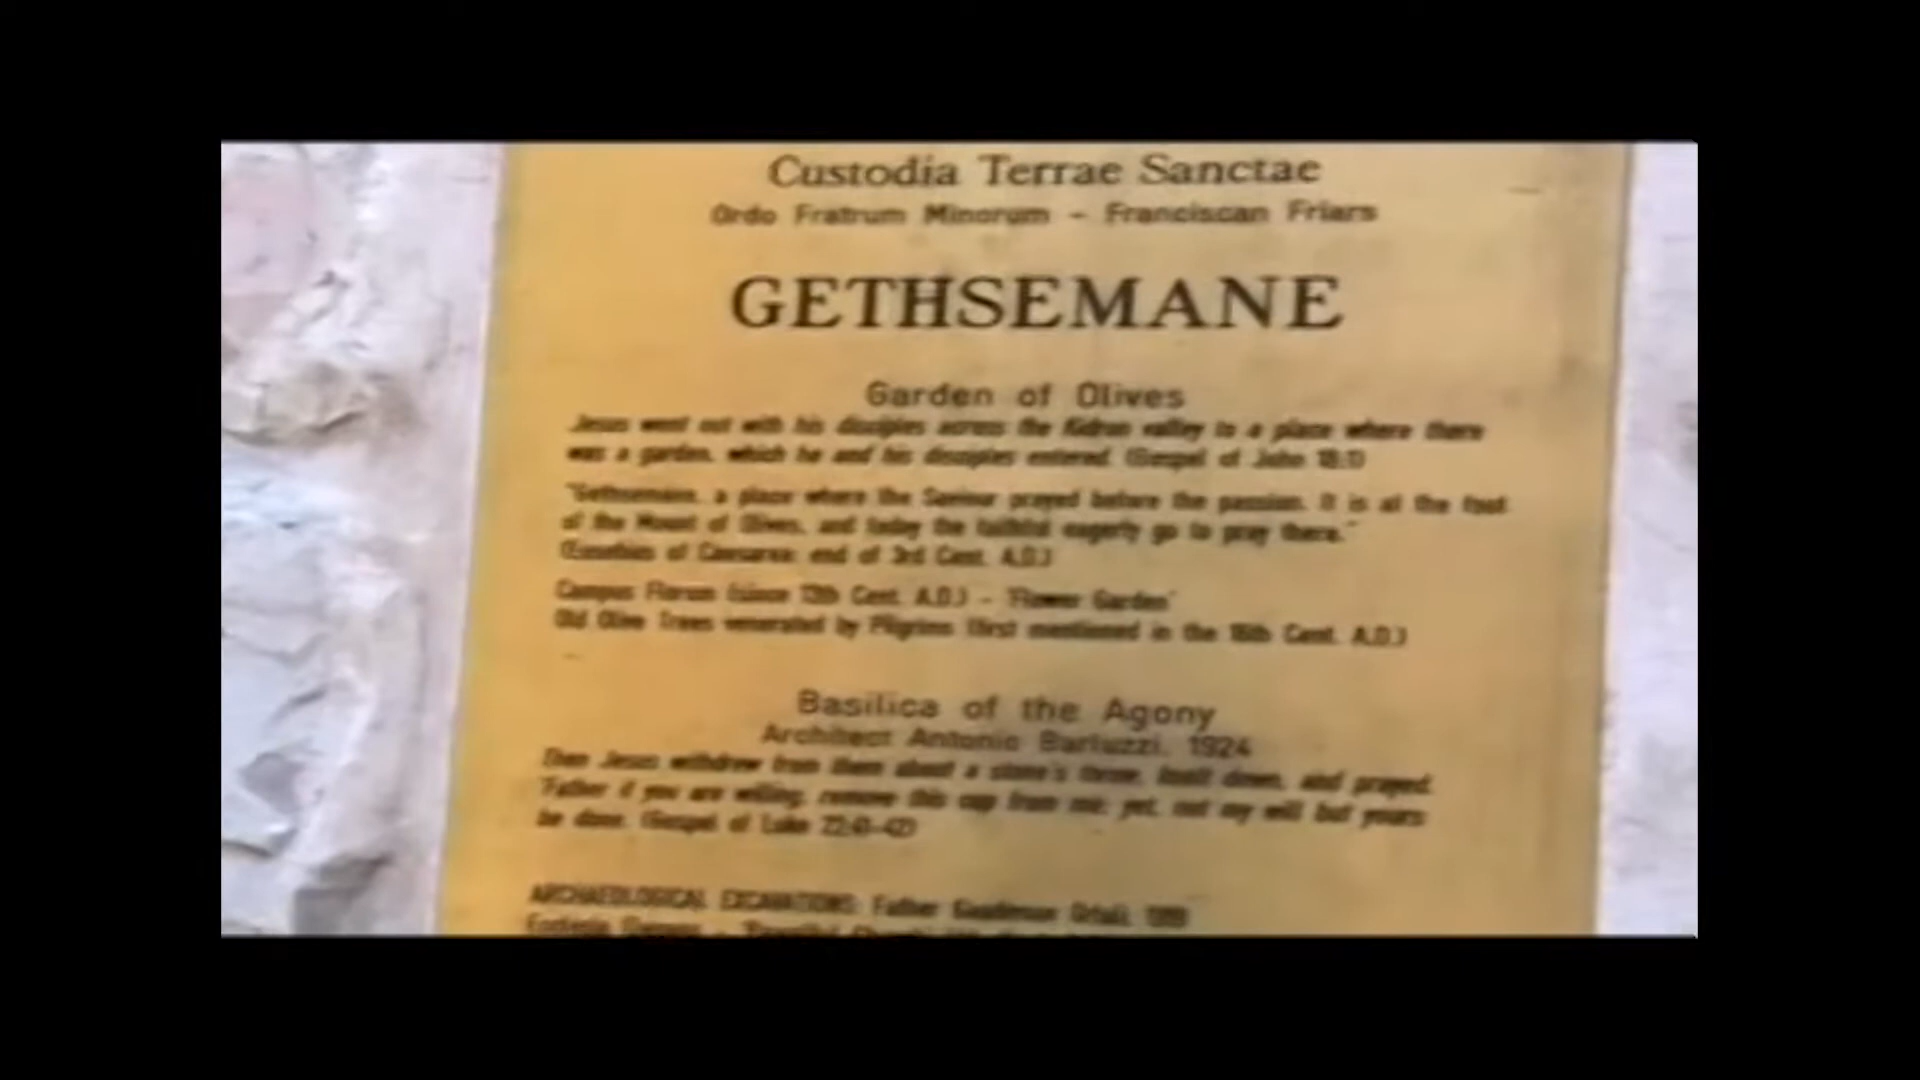 Custodia Terrae Sanctae
Ordo Fratrum Minorum - Franciscan Friars
GETHSEMANE
Garden of Olives
Jesus went out with his disciples across the Kidron valley to a place where there
was a garden, which he and his disciples entered. (Gospel of John 18:1)
"Gethsemane, a place where the Saviour prayed before the passion. It is at the foot
of the Mount of Olives, and today the faithful eagerly go to pray there."
(Eusebius of Caesarea: end of 3rd Cent. A.D.)
Campus Florum (since 13th Cent. A.D.) - 'Flower Garden'
Old Olive Trees venerated by Pilgrims (first mentioned in the Cent. A.D.)
Basilica of the Agony
Architect Antonio Barluzzi, 1924
Then Jesus withdrew from them about a stone's throw, knelt down, and prayed:
'Father if you are willing, remove this cup from me: yet, not my will but yours
be done. (Gospel of Luke 22:41-42)
ARCHAEOLOGICAL EXCAVATIONS: Father